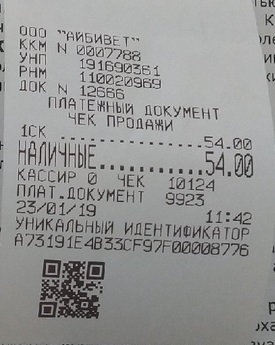 ООО "АЙБИВЕТ"
ККМ N 0007788
УНП 191690361
РНМ 110020969
ДОК N 12666
ПЛАТЕЖНЫЙ ДОКУМЕНТ
ЧЕК ПРОДАЖИ
1СК ..................54.00
НАЛИЧНЫЕ..........54.00
КАССИР 0 ЧЕК 10124
ПЛАТ.ДОКУМЕНТ 9923
23/01/19 11:42
УНИКАЛЬНЫЙ ИДЕНТИФИКАТОР
A73191E4B33CF97F00008776